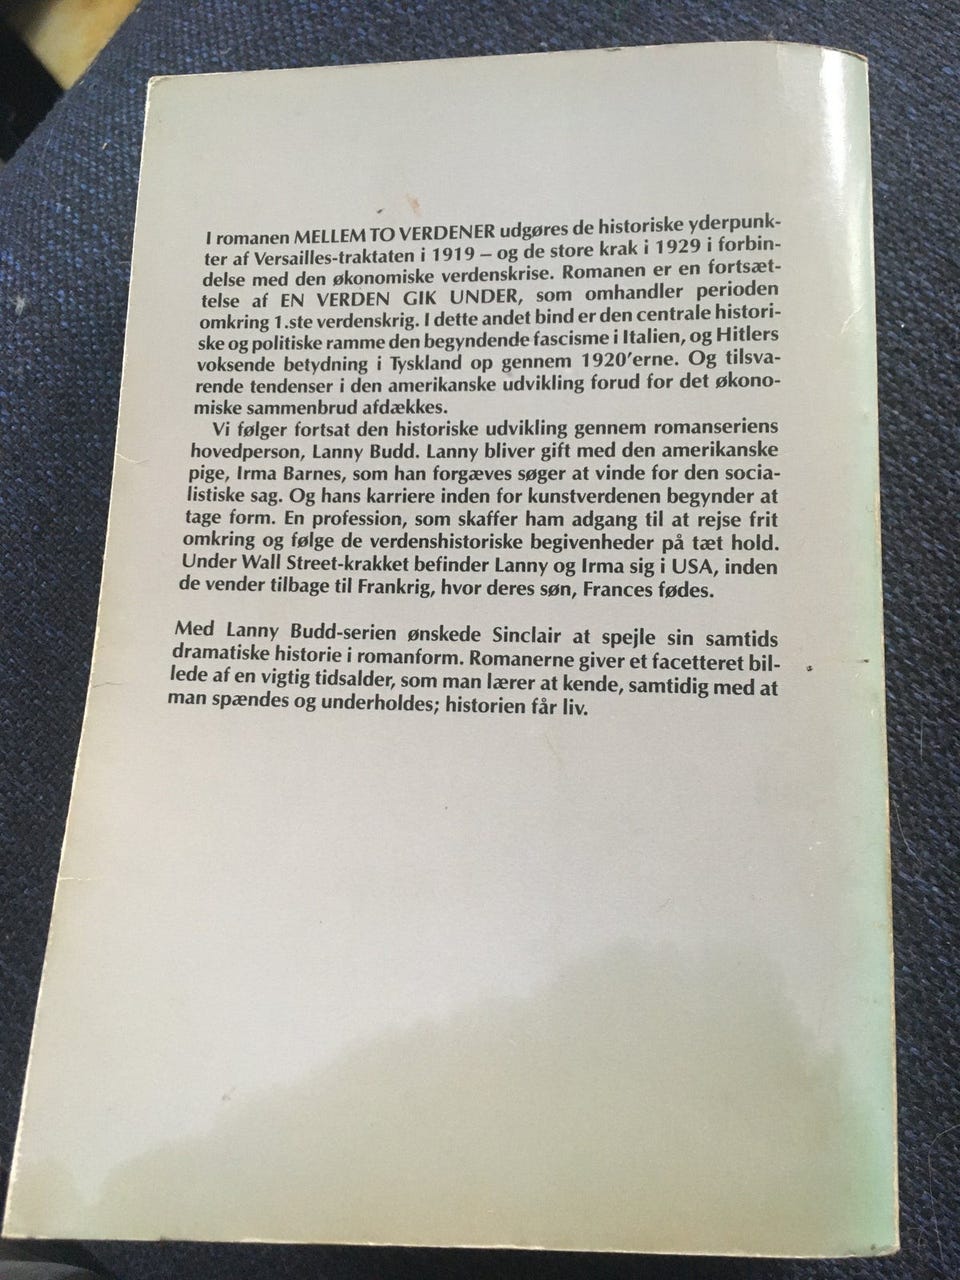 I romanen MELLEM TO VERDENER udgøres de historiske yderpunk-
ter af Versailles-traktaten i 1919 – og de store krak i 1929 i forbin-
delse med den økonomiske verdenskrise. Romanen er en fortsæt-
telse af EN VERDEN GIK UNDER, som omhandler perioden
omkring 1.ste verdenskrig. I dette andet bind er den centrale histori-
ske og politiske ramme den begyndende fascisme i Italien, og Hitlers
voksende betydning i Tyskland op gennem 1920'erne. Og tilsva-
rende tendenser i den amerikanske udvikling forud for det økono-
miske sammenbrud afdækkes.
Vi følger fortsat den historiske udvikling gennem romanseriens
hovedperson, Lanny Budd. Lanny bliver gift med den amerikanske
pige, Irma Barnes, som han forgæves søger at vinde for den socia-
listiske sag. Og hans karriere inden for kunstverdenen begynder at
tage form. En profession, som skaffer ham adgang til at rejse frit
omkring og følge de verdenshistoriske begivenheder på tæt hold.
Under Wall Street-krakket befinder Lanny og Irma sig i USA, inden
de vender tilbage til Frankrig, hvor deres søn, Frances fødes.
Med Lanny Budd-serien ønskede Sinclair at spejle sin samtids
dramatiske historie i romanform. Romanerne giver et facetteret bil-
lede af en vigtig tidsalder, som man lærer at kende, samtidig med at
man spændes og underholdes; historien får liv.